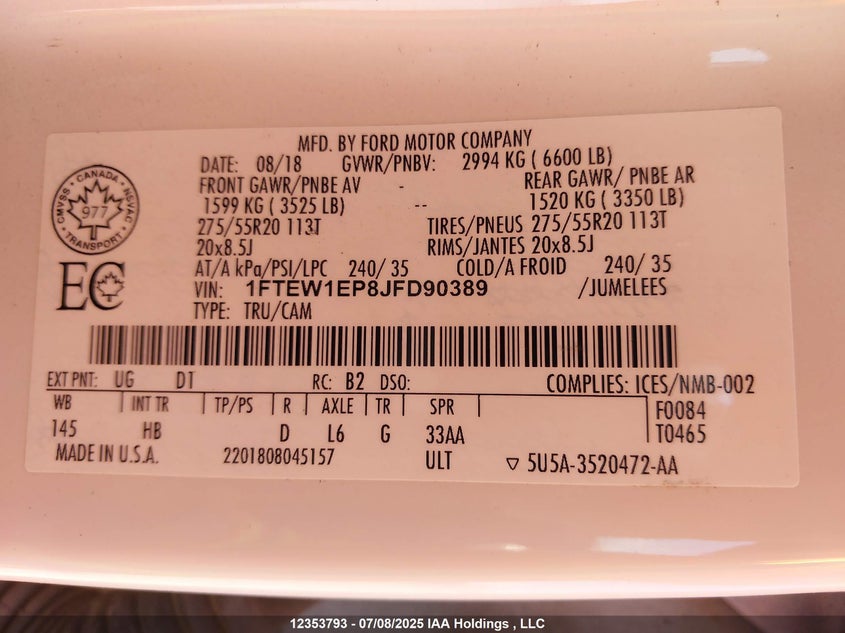 MFD. BY FORD MOTOR COMPANY
DATE: 08/18 GVWR/PNBV: 2994 KG ( 6600 LB)
FRONT GAWR/PNBE AV - REAR GAWR/ PNBE AR
1599 KG ( 3525 LB) -- 1520 KG ( 3350 LB)
275/55R20 113T TIRES/PNEUS 275/55R20 113T
20x8.5J RIMS/JANTES 20x8.5J
AT/A kPa/PSI/LPC 240/ 35 COLD/A FROID 240/ 35
VIN: 1FTEW1EP8JFD90389 /JUMELEES
TYPE: TRU/CAM
CANADA
CMVSS NSVAC
977
TRANSPORT
EC
EXT PNT: UG DT RC: B2 DSO: COMPLIES: ICES/NMB-002
WB INT TR TP/PS R AXLE TR SPR F0084
145 HB D L6 G 33AA T0465
MADE IN U.S.A. 2201808045157 ULT ▽ 5U5A-3520472-AA
12353793 - 07/08/2025 IAA Holdings , LLC